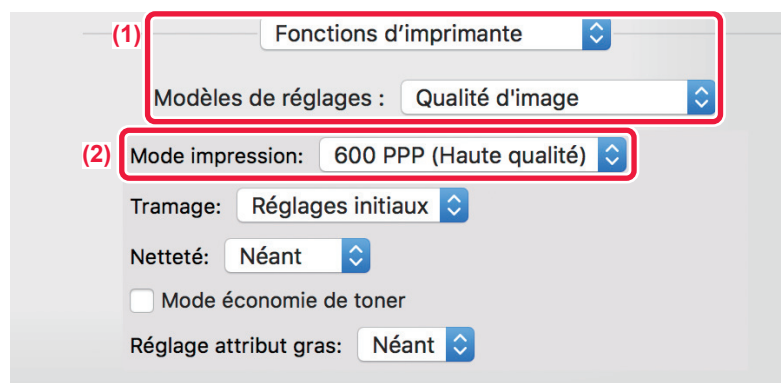 (1) Fonctions d'imprimante
Modèles de réglages : Qualité d'image
(2) Mode impression: 600 PPP (Haute qualité)
Tramage: Réglages initiaux
Netteté: Néant
Mode économie de toner
Réglage attribut gras: Néant